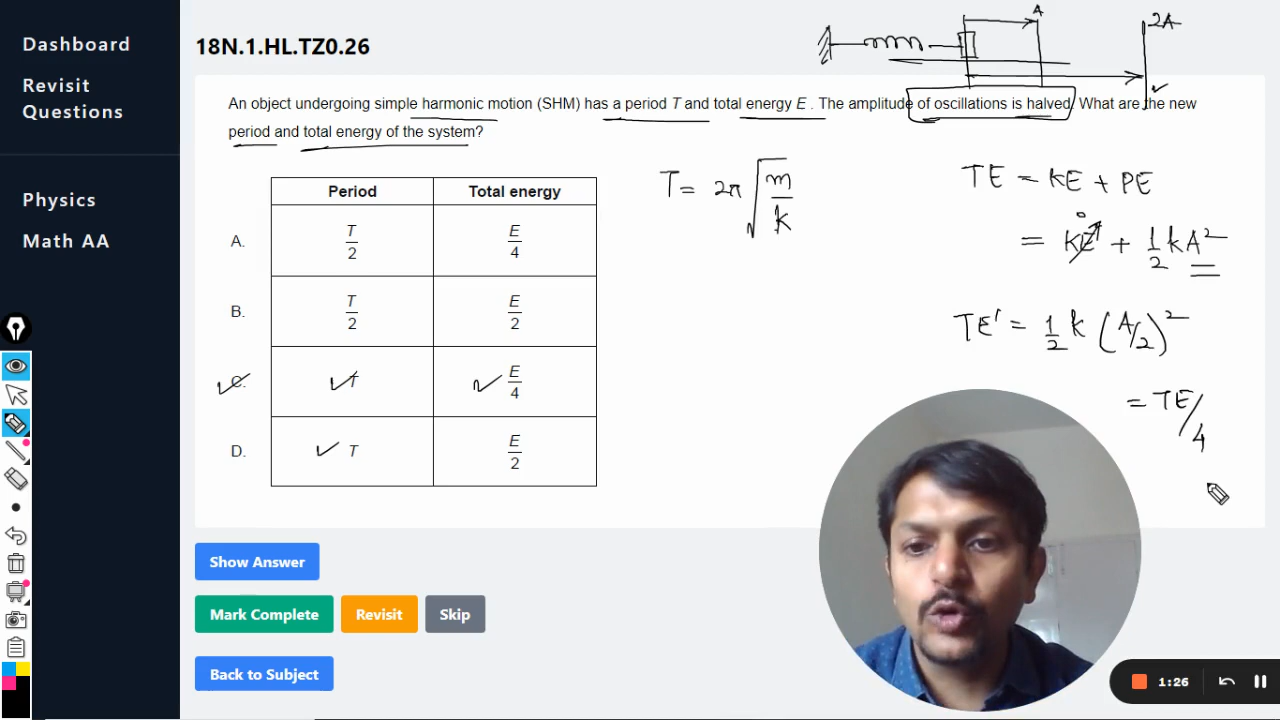 Dashboard
Revisit
Questions
Physics
Math AA
18N.1.HL.TZ0.26
A
2A
An object undergoing simple harmonic motion (SHM) has a period T and total energy E . The amplitude of oscillations is halved. What are the new
period and total energy of the system?
Period Total energy
A. T/2 E/4
B. T/2 E/2
C. T E/4
D. T E/2
T = 2π √(m/k)
TE = KE + PE
= KE⁰ + 1/2 kA²
TE' = 1/2 k (A/2)²
= TE/4
Show Answer
Mark Complete Revisit Skip
Back to Subject
1:26